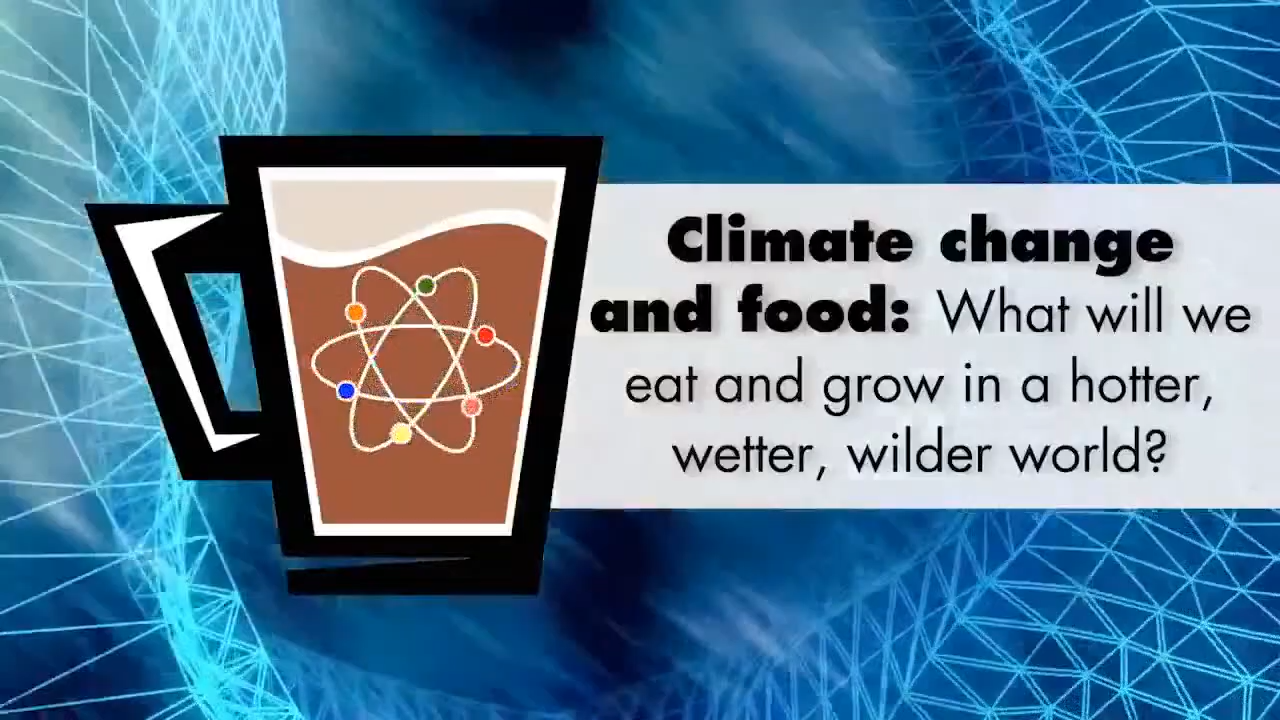 Climate change
and food: What will we
eat and grow in a hotter,
wetter, wilder world?